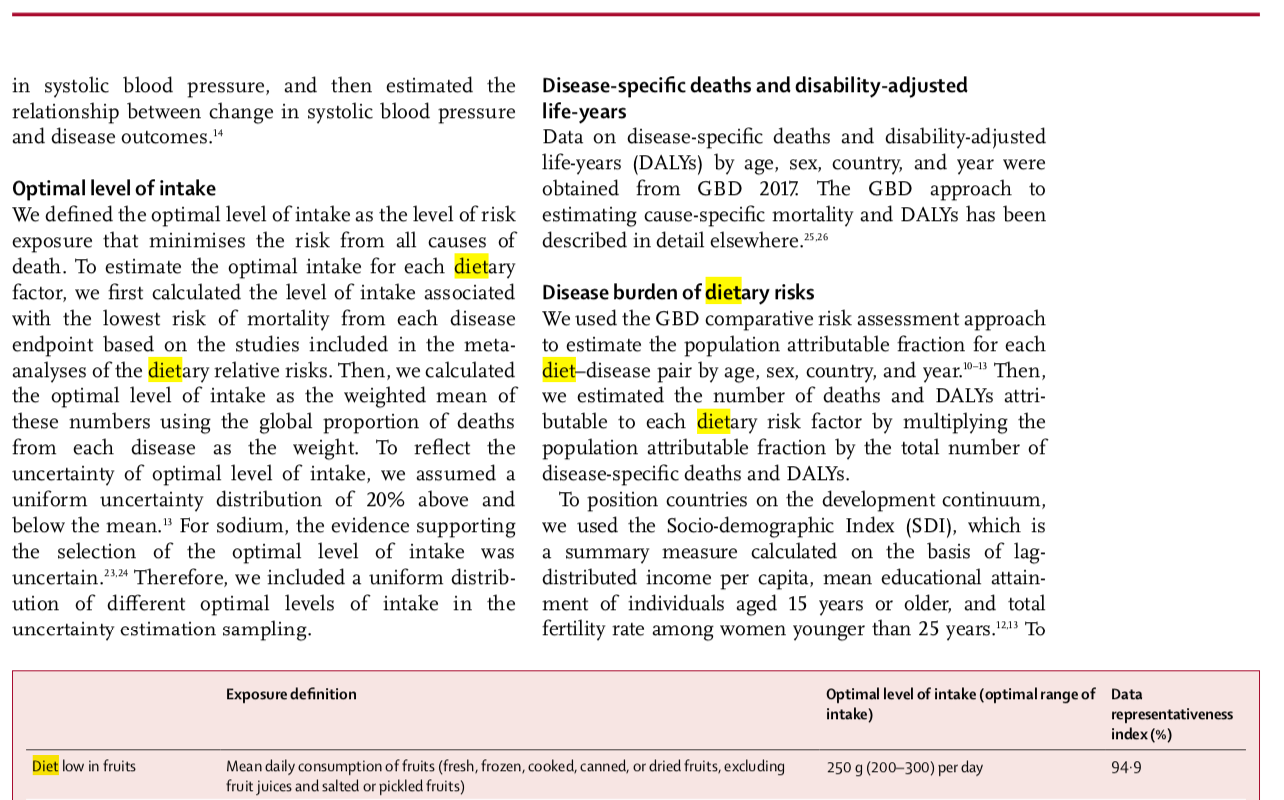 in systolic blood pressure, and then estimated the
relationship between change in systolic blood pressure
and disease outcomes.14
Optimal level of intake
We defined the optimal level of intake as the level of risk
exposure that minimises the risk from all causes of
death. To estimate the optimal intake for each dietary
factor, we first calculated the level of intake associated
with the lowest risk of mortality from each disease
endpoint based on the studies included in the meta-
analyses of the dietary relative risks. Then, we calculated
the optimal level of intake as the weighted mean of
these numbers using the global proportion of deaths
from each disease as the weight. To reflect the
uncertainty of optimal level of intake, we assumed a
uniform uncertainty distribution of 20% above and
below the mean.13 For sodium, the evidence supporting
the selection of the optimal level of intake was
uncertain.23,24 Therefore, we included a uniform distrib-
ution of different optimal levels of intake in the
uncertainty estimation sampling.
Disease-specific deaths and disability-adjusted
life-years
Data on disease-specific deaths and disability-adjusted
life-years (DALYs) by age, sex, country, and year were
obtained from GBD 2017. The GBD approach to
estimating cause-specific mortality and DALYs has been
described in detail elsewhere.25,26
Disease burden of dietary risks
We used the GBD comparative risk assessment approach
to estimate the population attributable fraction for each
diet–disease pair by age, sex, country, and year.10–13 Then,
we estimated the number of deaths and DALYs attri-
butable to each dietary risk factor by multiplying the
population attributable fraction by the total number of
disease-specific deaths and DALYs.
To position countries on the development continuum,
we used the Socio-demographic Index (SDI), which is
a summary measure calculated on the basis of lag-
distributed income per capita, mean educational attain-
ment of individuals aged 15 years or older, and total
fertility rate among women younger than 25 years.12,13 To
Exposure definition
Optimal level of intake (optimal range of
intake)
Data
representativeness
index (%)
Diet low in fruits
Mean daily consumption of fruits (fresh, frozen, cooked, canned, or dried fruits, excluding
fruit juices and salted or pickled fruits)
250 g (200–300) per day
94·9